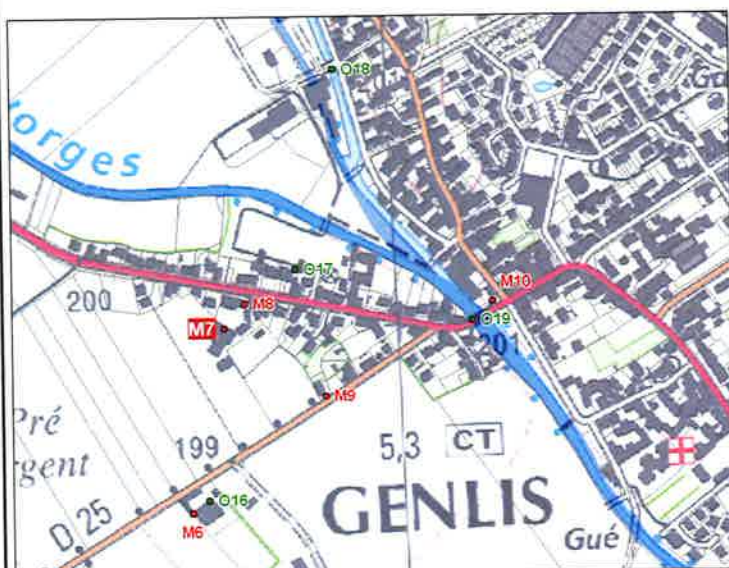 O18
orges
O17
M10
200
M8
O19
201
M7
M9
Pré
gent
199
5,3
CT
D 25
O16
M6
GENLIS
Gué